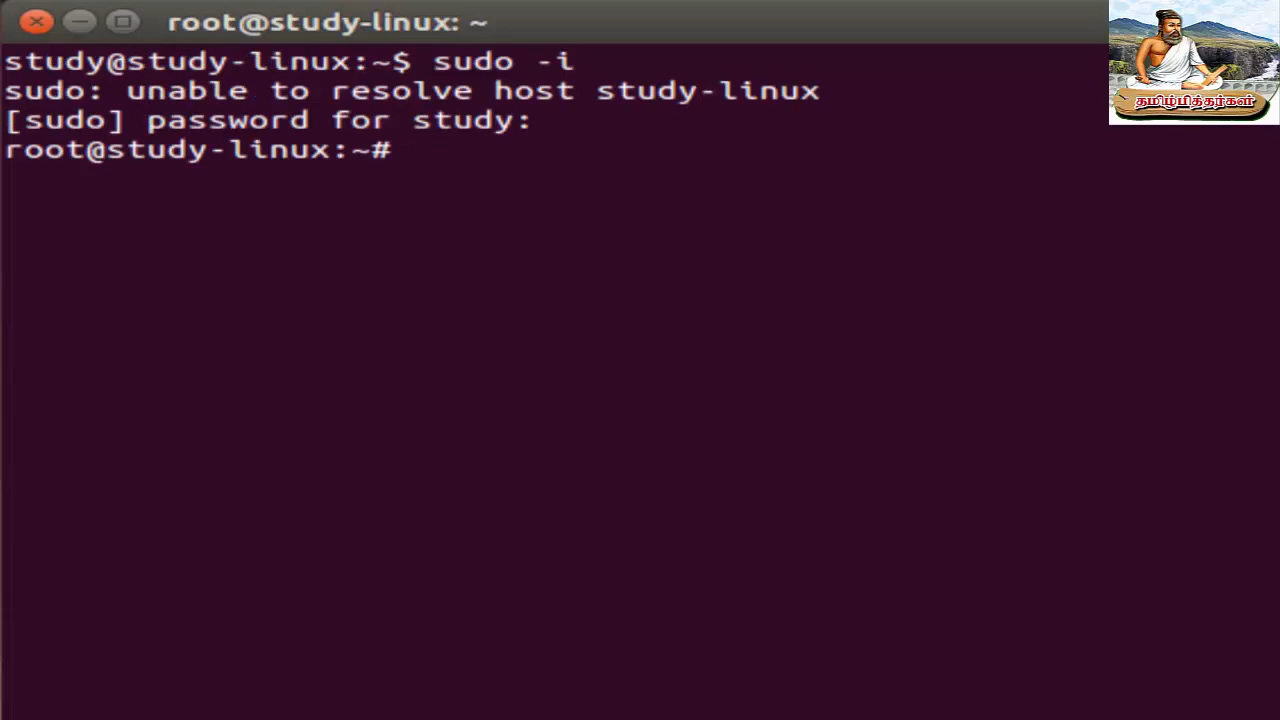 root@study-linux: ~
study@study-linux:~$ sudo -i
sudo: unable to resolve host study-linux
[sudo] password for study:
root@study-linux:~#
தமிழ்பித்தர்கள்